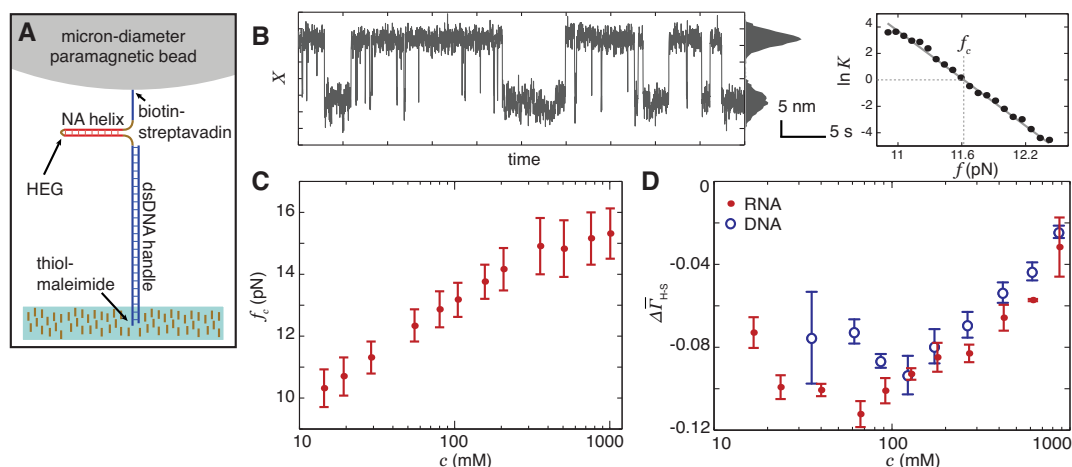 A
micron-diameter
paramagnetic bead
NA helix
biotin-
streptavadin
HEG
dsDNA handle
thiol-
maleimide
B
X
time
5 nm
5 s
ln K
4
2
0
-2
-4
f_c
11
11.6
12.2
f (pN)
C
f_c (pN)
16
14
12
10
10
100
1000
c (mM)
D
RNA
DNA
ΔΓ̅_H-S
0
-0.04
-0.08
-0.12
10
100
1000
c (mM)